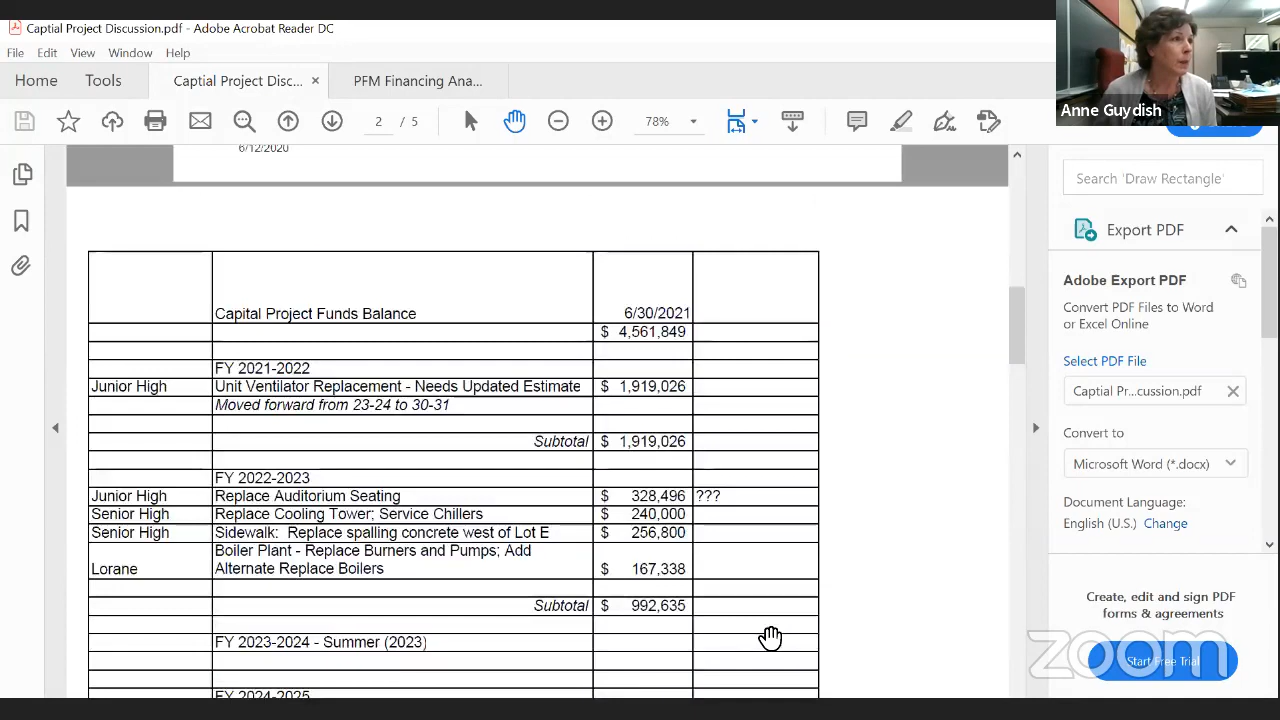 Captial Project Discussion.pdf - Adobe Acrobat Reader DC
File Edit View Window Help
Home Tools Captial Project Disc... × PFM Financing Ana...
2 / 5 78%
Anne Guydish
6/12/2020
Search 'Draw Rectangle'
Export PDF
Adobe Export PDF
Convert PDF Files to Word
or Excel Online
Select PDF File
Captial Pr...cussion.pdf
Convert to
Microsoft Word (*.docx)
Document Language:
English (U.S.) Change
Create, edit and sign PDF
forms & agreements
Start Free Trial
zoom
Capital Project Funds Balance 6/30/2021
$ 4,561,849
FY 2021-2022
Junior High Unit Ventilator Replacement - Needs Updated Estimate $ 1,919,026
Moved forward from 23-24 to 30-31
Subtotal $ 1,919,026
FY 2022-2023
Junior High Replace Auditorium Seating $ 328,496 ???
Senior High Replace Cooling Tower; Service Chillers $ 240,000
Senior High Sidewalk: Replace spalling concrete west of Lot E $ 256,800
Boiler Plant - Replace Burners and Pumps; Add
Lorane Alternate Replace Boilers $ 167,338
Subtotal $ 992,635
FY 2023-2024 - Summer (2023)
FY 2024-2025